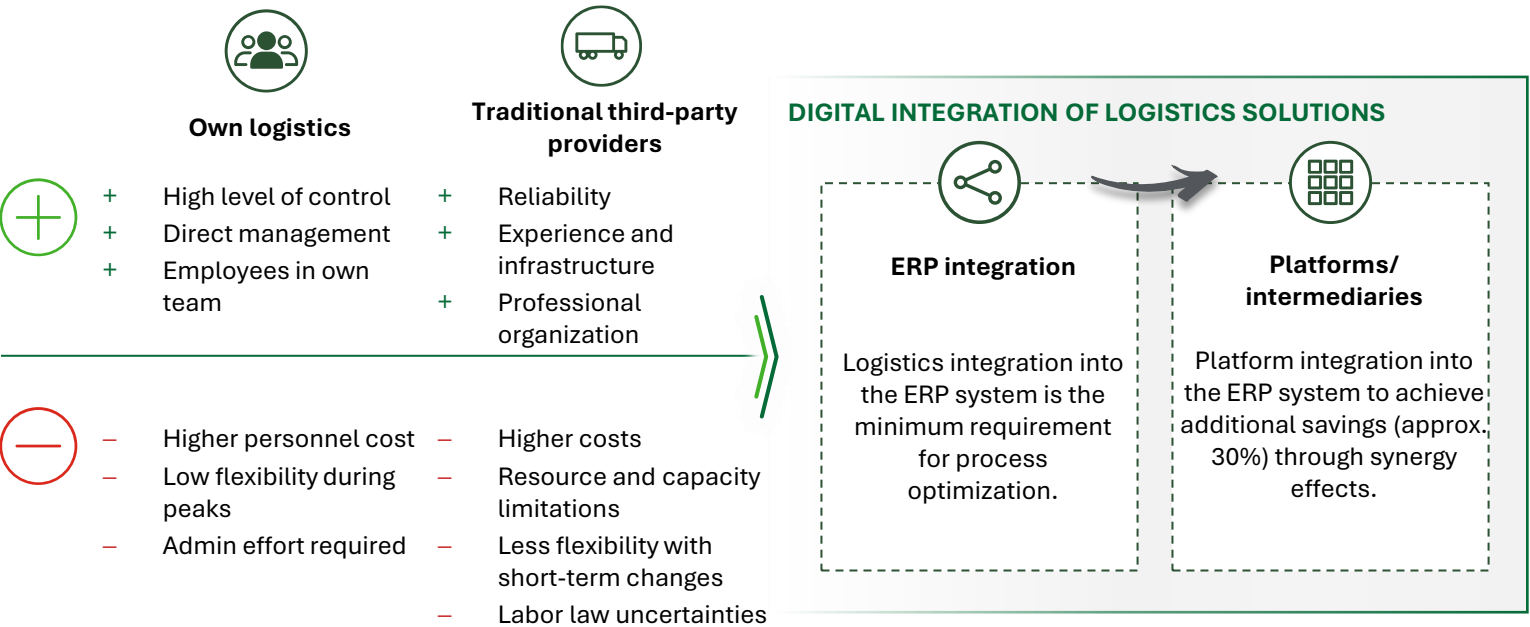 Own logistics
+ High level of control
+ Direct management
+ Employees in own
team
– Higher personnel cost
– Low flexibility during
peaks
– Admin effort required
Traditional third-party
providers
+ Reliability
+ Experience and
infrastructure
+ Professional
organization
– Higher costs
– Resource and capacity
limitations
– Less flexibility with
short-term changes
– Labor law uncertainties
DIGITAL INTEGRATION OF LOGISTICS SOLUTIONS
ERP integration
Logistics integration into
the ERP system is the
minimum requirement
for process
optimization.
Platforms/
intermediaries
Platform integration into
the ERP system to achieve
additional savings (approx.
30%) through synergy
effects.